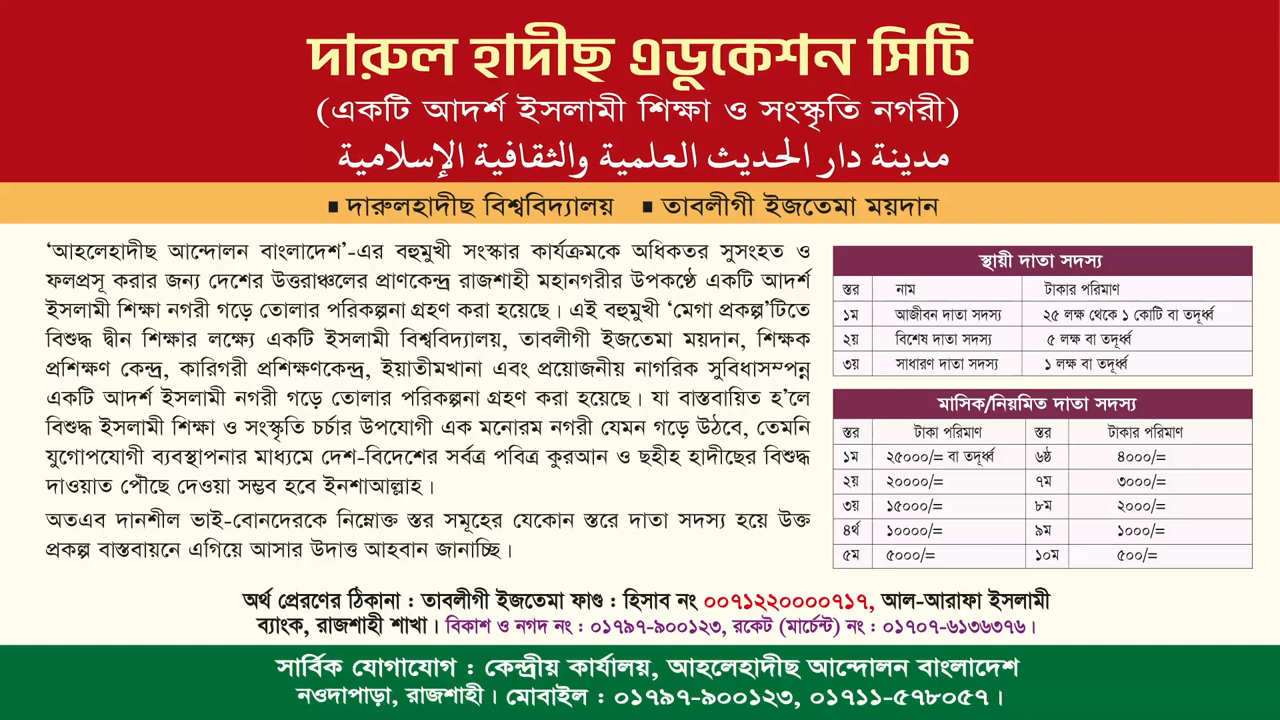 দারুল হাদীছ এডুকেশন সিটি
(একটি আদর্শ ইসলামী শিক্ষা ও সংস্কৃতি নগরী)
مدينة دار الحديث العلمية والثقافية الإسلامية
■ দারুলহাদীছ বিশ্ববিদ্যালয় ■ তাবলীগী ইজতেমা ময়দান
‘আহলেহাদীছ আন্দোলন বাংলাদেশ’-এর বহুমুখী সংস্কার কার্যক্রমকে অধিকতর সুসংহত ও
ফলপ্রসূ করার জন্য দেশের উত্তরাঞ্চলের প্রাণকেন্দ্র রাজশাহী মহানগরীর উপকণ্ঠে একটি আদর্শ
ইসলামী শিক্ষা নগরী গড়ে তোলার পরিকল্পনা গ্রহণ করা হয়েছে। এই বহুমুখী ‘মেগা প্রকল্প’টিতে
বিশুদ্ধ দ্বীন শিক্ষার লক্ষ্যে একটি ইসলামী বিশ্ববিদ্যালয়, তাবলীগী ইজতেমা ময়দান, শিক্ষক
প্রশিক্ষণ কেন্দ্র, কারিগরী প্রশিক্ষণকেন্দ্র, ইয়াতীমখানা এবং প্রয়োজনীয় নাগরিক সুবিধাসম্পন্ন
একটি আদর্শ ইসলামী নগরী গড়ে তোলার পরিকল্পনা গ্রহণ করা হয়েছে। যা বাস্তবায়িত হ’লে
বিশুদ্ধ ইসলামী শিক্ষা ও সংস্কৃতি চর্চার উপযোগী এক মনোরম নগরী যেমন গড়ে উঠবে, তেমনি
যুগোপযোগী ব্যবস্থাপনার মাধ্যমে দেশ-বিদেশের সর্বত্র পবিত্র কুরআন ও ছহীহ হাদীছের বিশুদ্ধ
দাওয়াত পৌঁছে দেওয়া সম্ভব হবে ইনশাআল্লাহ।
অতএব দানশীল ভাই-বোনদেরকে নিম্নোক্ত স্তর সমূহের যেকোন স্তরে দাতা সদস্য হয়ে উক্ত
প্রকল্প বাস্তবায়নে এগিয়ে আসার উদাত্ত আহবান জানাচ্ছি।
স্থায়ী দাতা সদস্য
স্তর নাম টাকার পরিমাণ
১ম আজীবন দাতা সদস্য ২৫ লক্ষ থেকে ১ কোটি বা তদূর্ধ্ব
২য় বিশেষ দাতা সদস্য ৫ লক্ষ বা তদূর্ধ্ব
৩য় সাধারণ দাতা সদস্য ১ লক্ষ বা তদূর্ধ্ব
মাসিক/নিয়মিত দাতা সদস্য
স্তর টাকা পরিমাণ স্তর টাকার পরিমাণ
১ম ২৫০০০/= বা তদূর্ধ্ব ৬ষ্ঠ ৪০০০/=
২য় ২০০০০/= ৭ম ৩০০০/=
৩য় ১৫০০০/= ৮ম ২০০০/=
৪র্থ ১০০০০/= ৯ম ১০০০/=
৫ম ৫০০০/= ১০ম ৫০০/=
অর্থ প্রেরণের ঠিকানা : তাবলীগী ইজতেমা ফাণ্ড : হিসাব নং ০০৭১২২০০০০৭১৭, আল-আরাফা ইসলামী
ব্যাংক, রাজশাহী শাখা। বিকাশ ও নগদ নং : ০১৭৯৭-৯০০১২৩, রকেট (মার্চেন্ট) নং : ০১৭০৭-৬১৩৬৩৭৬।
সার্বিক যোগাযোগ : কেন্দ্রীয় কার্যালয়, আহলেহাদীছ আন্দোলন বাংলাদেশ
নওদাপাড়া, রাজশাহী। মোবাইল : ০১৭৯৭-৯০০১২৩, ০১৭১১-৫৭৮০৫৭।